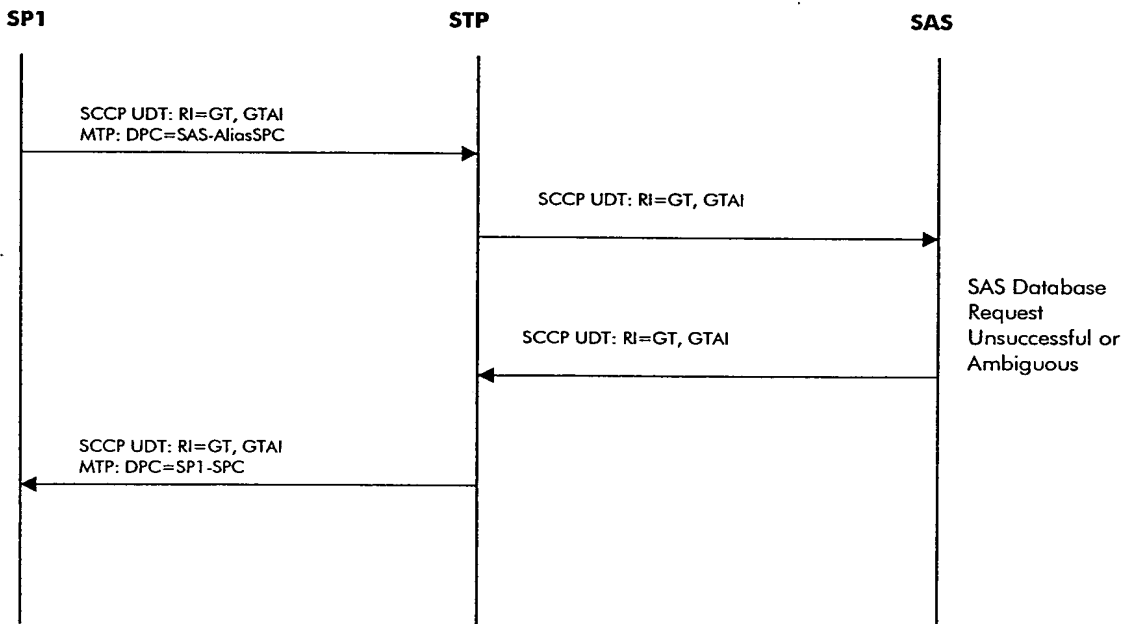 SP1
STP
SAS
SCCP UDT: RI=GT, GTAI
MTP: DPC=SAS-AliasSPC
SCCP UDT: RI=GT, GTAI
SAS Database
Request
Unsuccessful or
Ambiguous
SCCP UDT: RI=GT, GTAI
SCCP UDT: RI=GT, GTAI
MTP: DPC=SP1-SPC